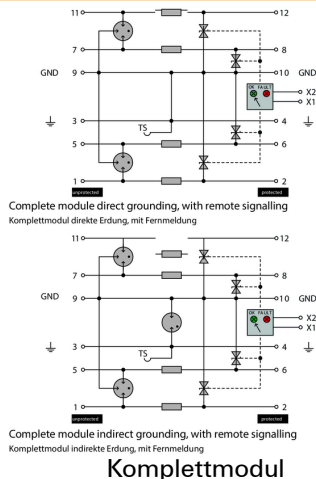 11 12
7 8
GND 9 10 GND
OK FAULT
X2
X1
3 4
TS
5 6
1 2
unprotected protected
Complete module direct grounding, with remote signalling
Komplettmodul direkte Erdung, mit Fernmeldung
11 12
7 8
GND 9 10 GND
OK FAULT
X2
X1
3 4
TS
5 6
1 2
unprotected protected
Complete module indirect grounding, with remote signalling
Komplettmodul indirekte Erdung, mit Fernmeldung
Komplettmodul